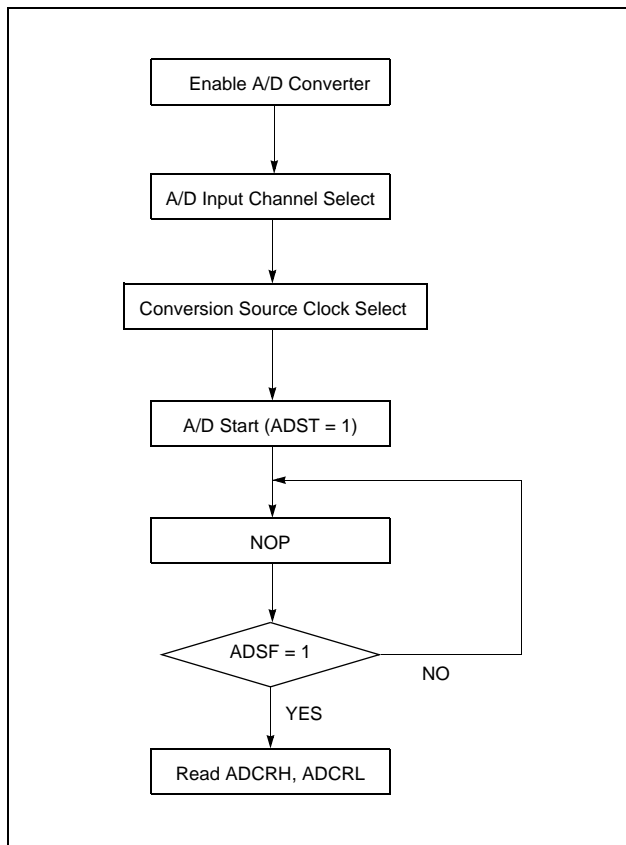 Enable A/D Converter
A/D Input Channel Select
Conversion Source Clock Select
A/D Start (ADST = 1)
NOP
ADSF = 1
NO
YES
Read ADCRH, ADCRL